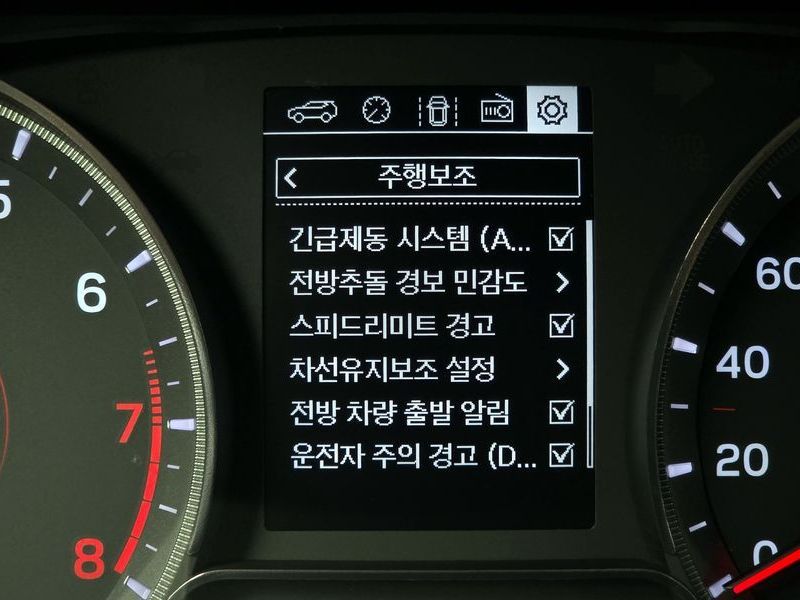 주행보조
긴급제동 시스템 (A...
전방추돌 경보 민감도
스피드리미트 경고
차선유지보조 설정
전방 차량 출발 알림
운전자 주의 경고 (D...
5
6
7
8
60
40
20
0